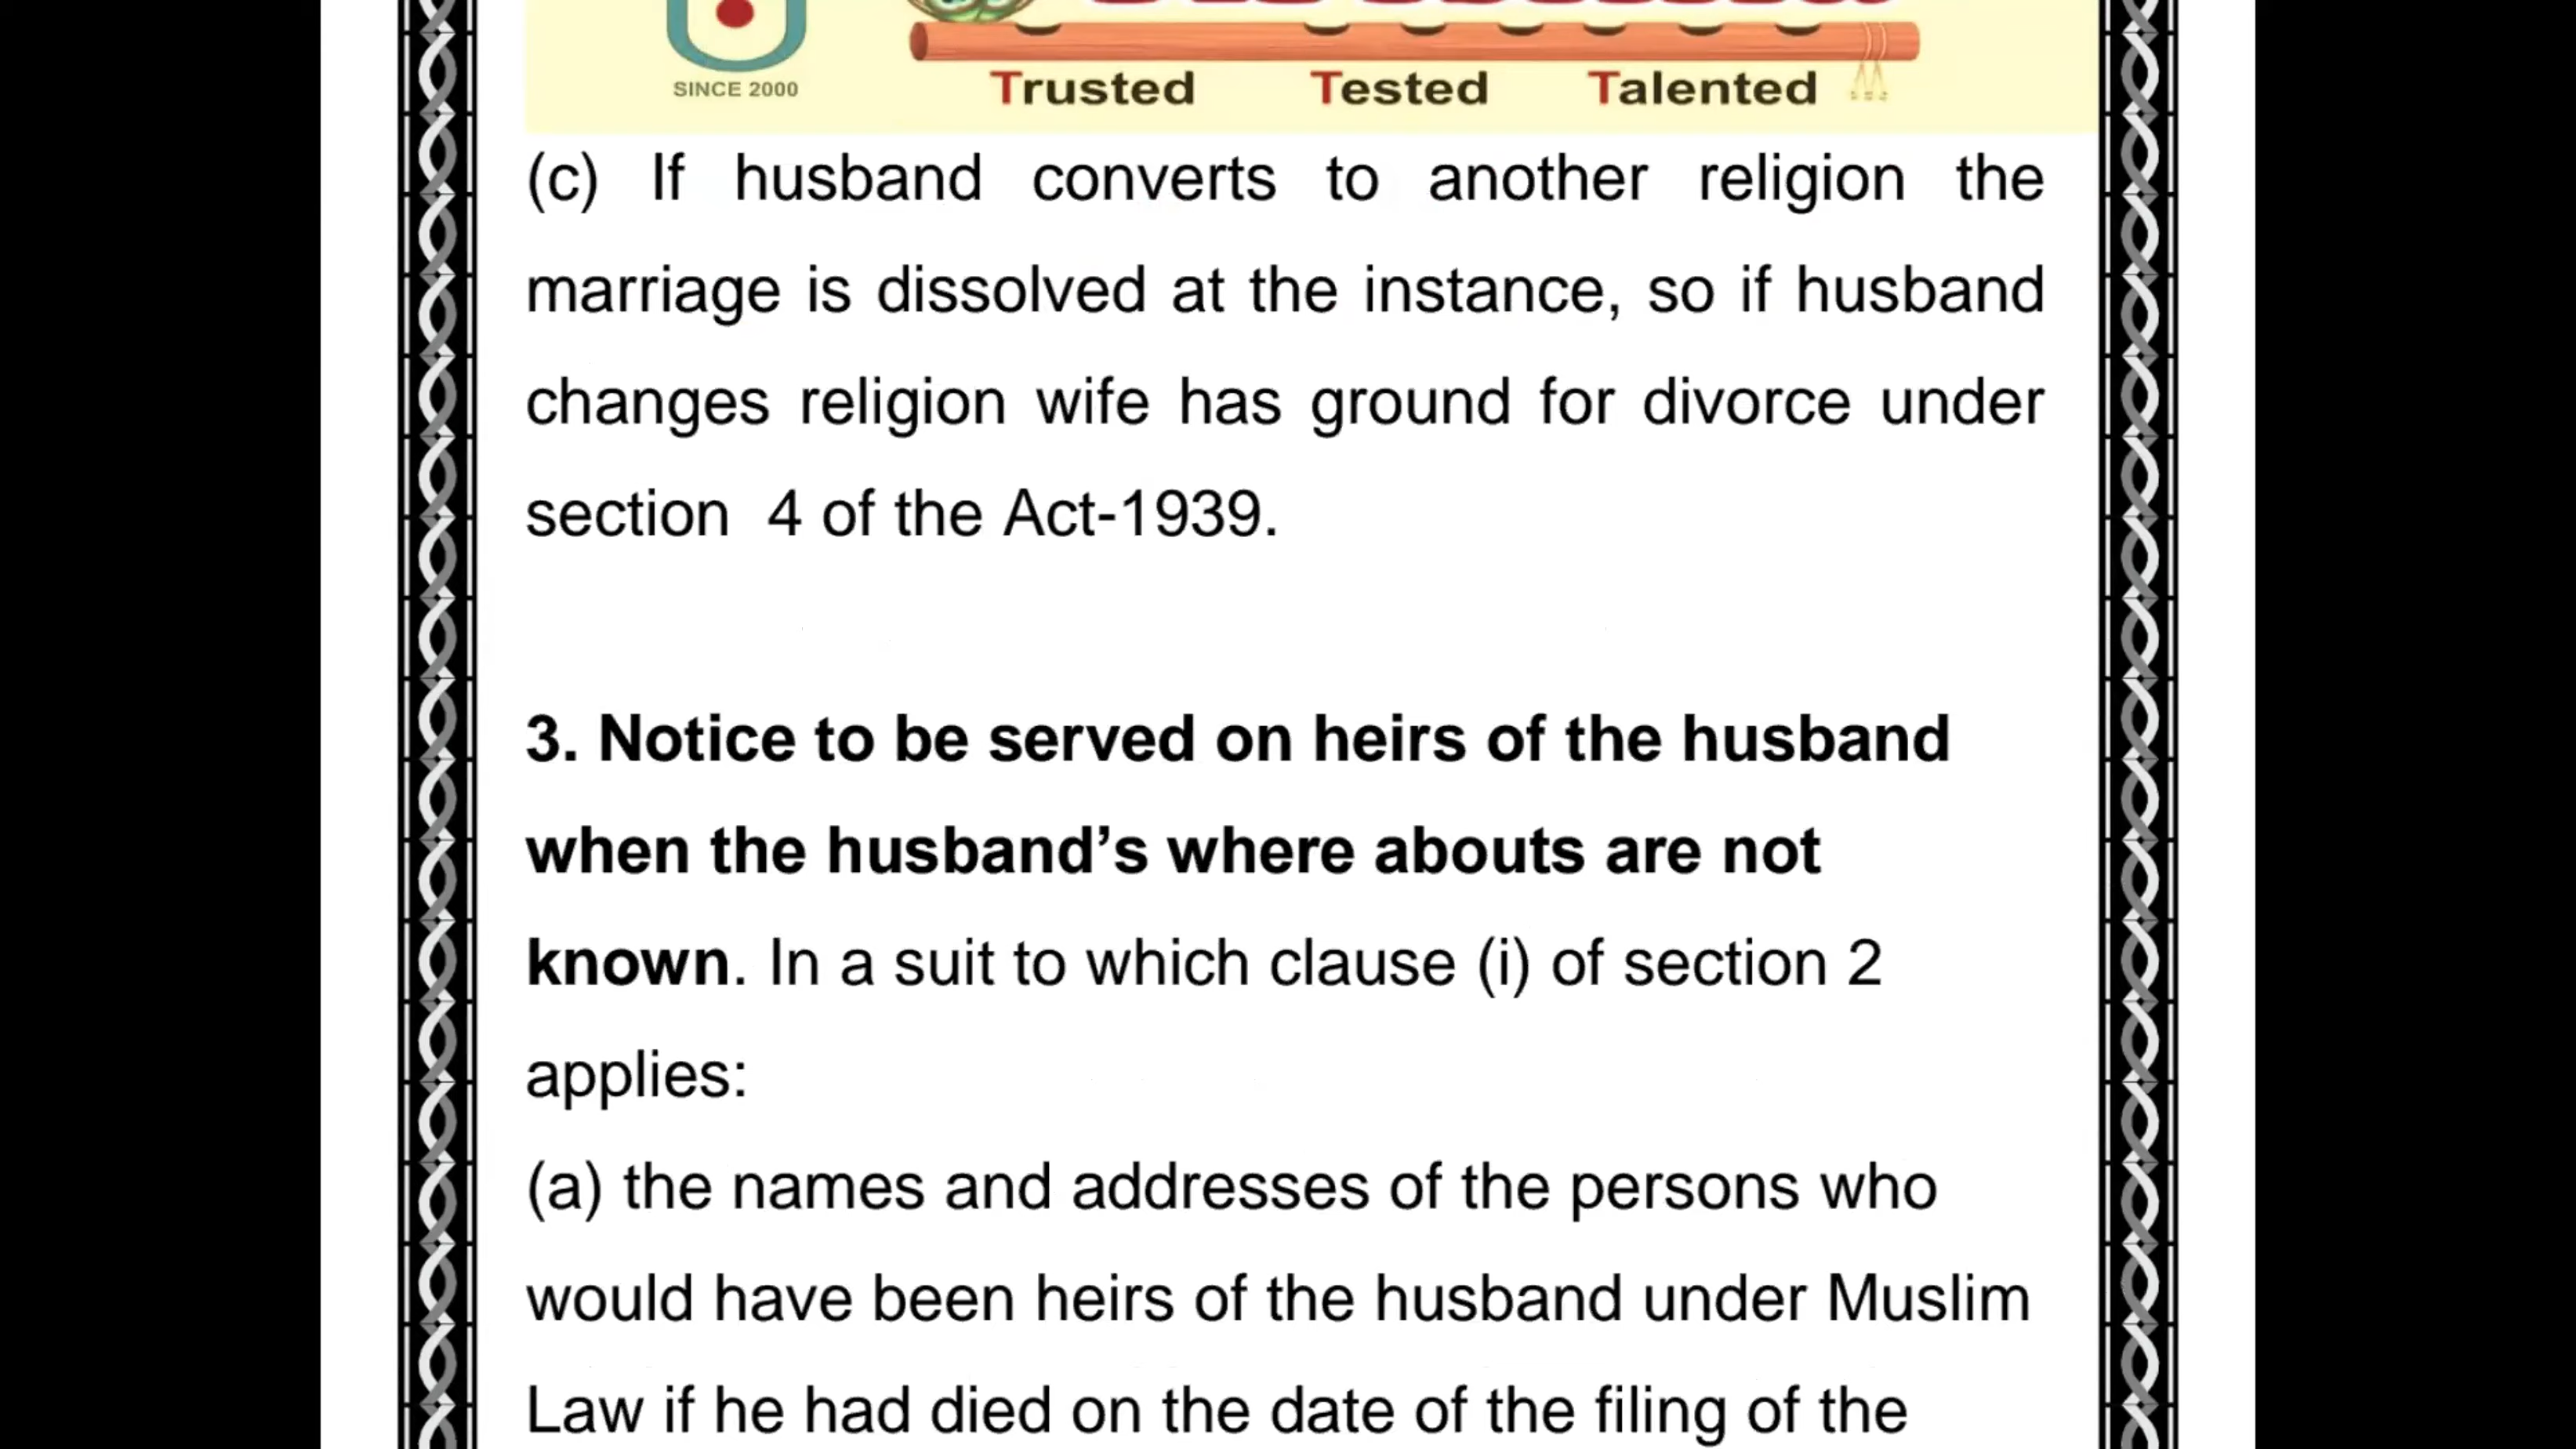 SINCE 2000
Trusted Tested Talented
(c) If husband converts to another religion the
marriage is dissolved at the instance, so if husband
changes religion wife has ground for divorce under
section 4 of the Act-1939.
3. Notice to be served on heirs of the husband
when the husband’s where abouts are not
known. In a suit to which clause (i) of section 2
applies:
(a) the names and addresses of the persons who
would have been heirs of the husband under Muslim
Law if he had died on the date of the filing of the